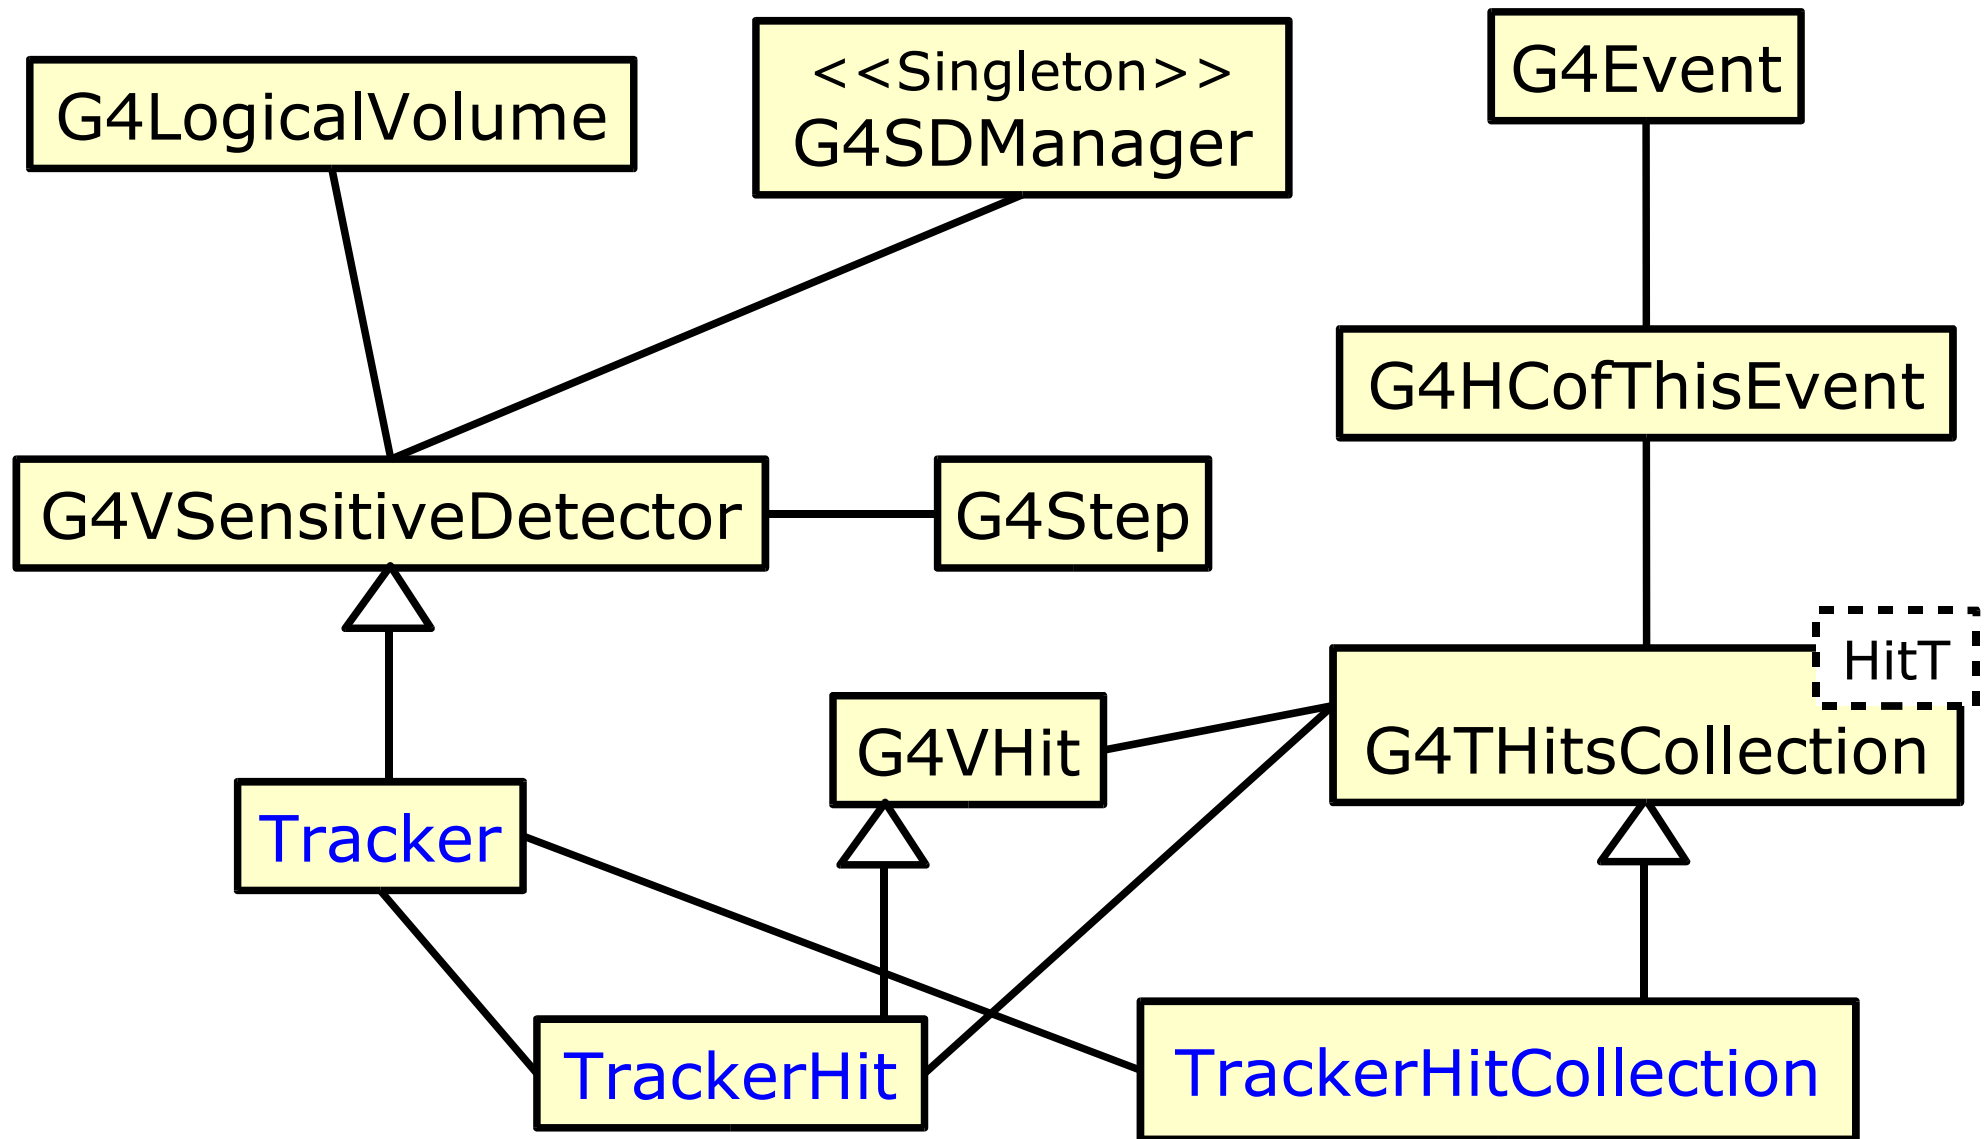 G4LogicalVolume
<<Singleton>>
G4SDManager
G4Event
G4HCofThisEvent
G4VSensitiveDetector
G4Step
HitT
G4VHit
G4THitsCollection
Tracker
TrackerHit
TrackerHitCollection